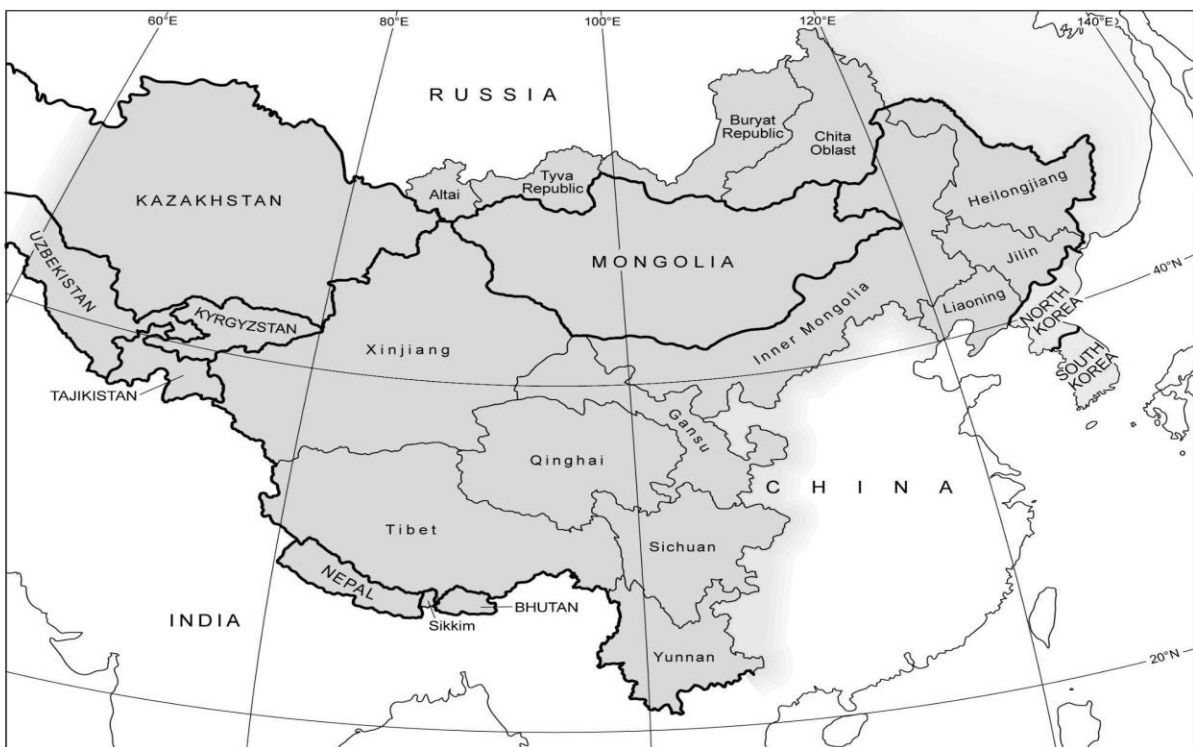 60°E
80°E
100°E
120°E
140°E
RUSSIA
Buryat
Republic
Chita
Oblast
Tyva
Republic
Altai
KAZAKHSTAN
Heilongjiang
UZBEKISTAN
MONGOLIA
Jilin
40°N
KYRGYZSTAN
Inner Mongolia
Liaoning
NORTH
KOREA
Xinjiang
SOUTH
KOREA
TAJIKISTAN
Gansu
Qinghai
CHINA
Tibet
Sichuan
NEPAL
BHUTAN
INDIA
Sikkim
Yunnan
20°N